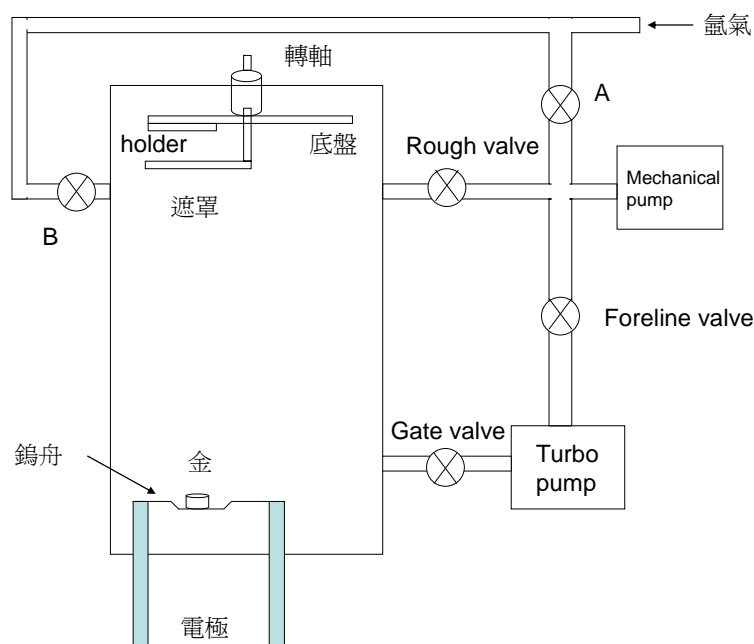 氬氣
轉軸
A
holder
底盤
Rough valve
Mechanical
pump
遮罩
B
Foreline valve
Gate valve
鎢舟
金
Turbo
pump
電極